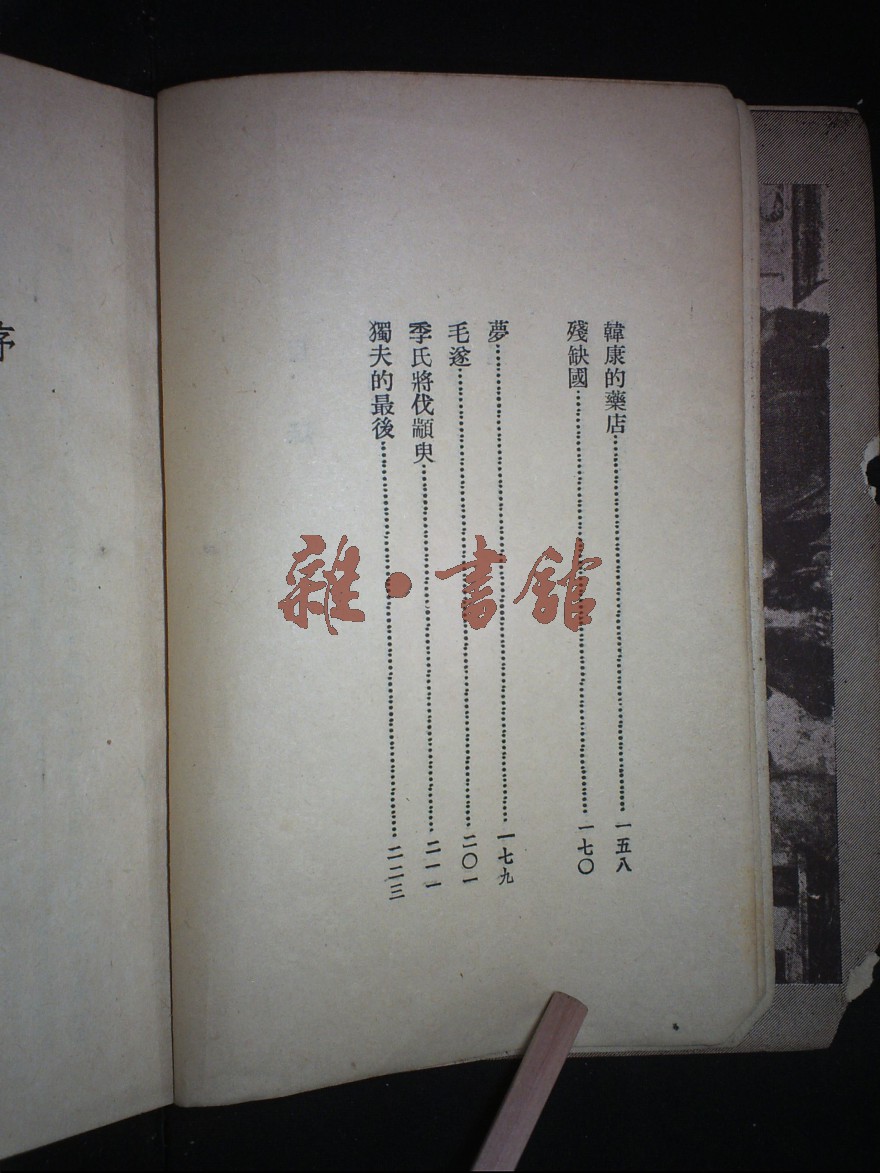 韓康的藥店……一五八
殘缺國……一七〇
夢……一七九
毛遂……二〇一
季氏將伐顓臾……二一一
獨夫的最後……二二三
序
雜·書館